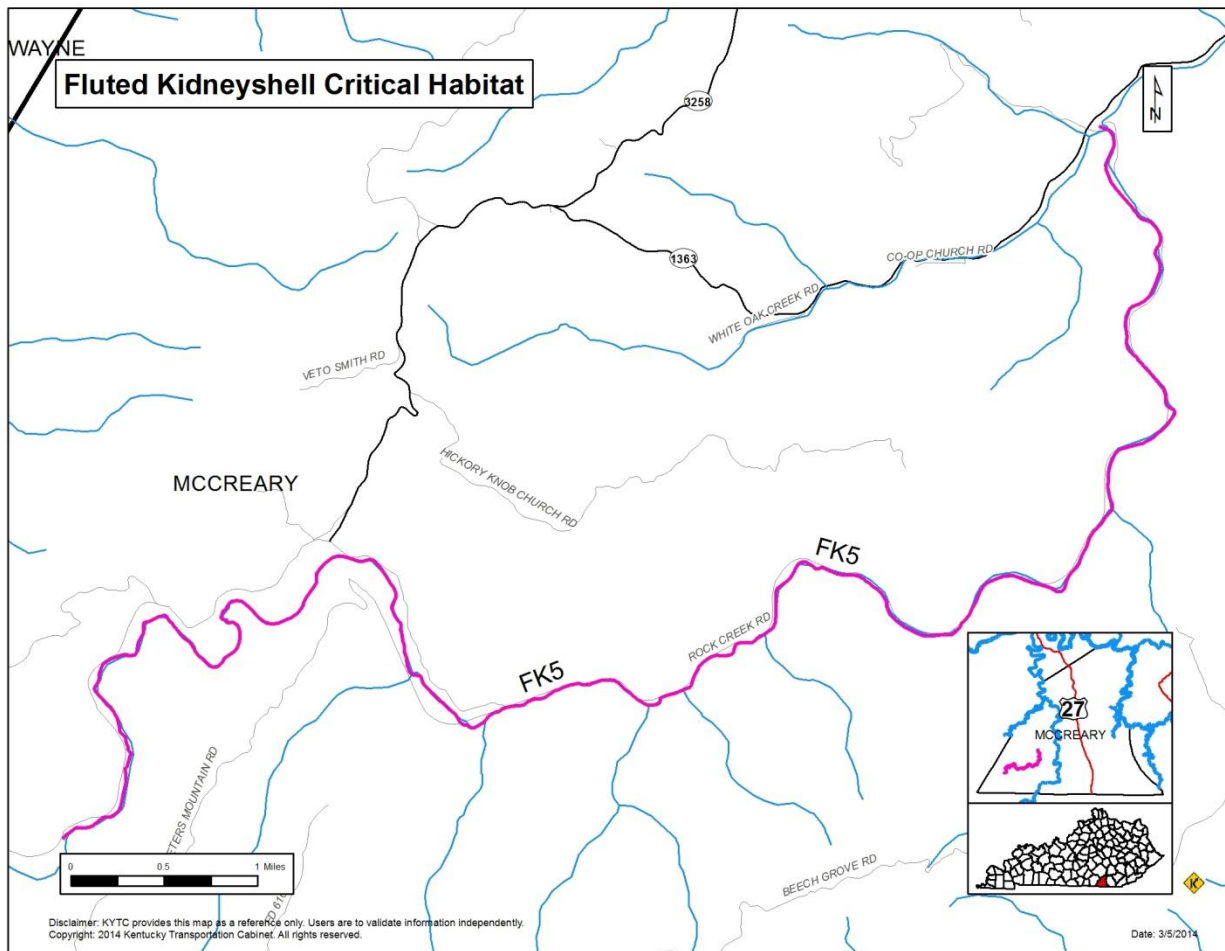 WAYNE
Fluted Kidneyshell Critical Habitat
3258
N
1363
CO-OP CHURCH RD
WHITE OAK CREEK RD
VETO SMITH RD
HICKORY KNOB CHURCH RD
MCCREARY
FK5
ROCK CREEK RD
FK5
27
MCCREARY
ETERS MOUNTAIN RD
BEECH GROVE RD
0 0.5 1 Miles
Disclaimer: KYTC provides this map as a reference only. Users are to validate information independently.
Copyright: 2014 Kentucky Transportation Cabinet. All rights reserved.
Date: 3/5/2014